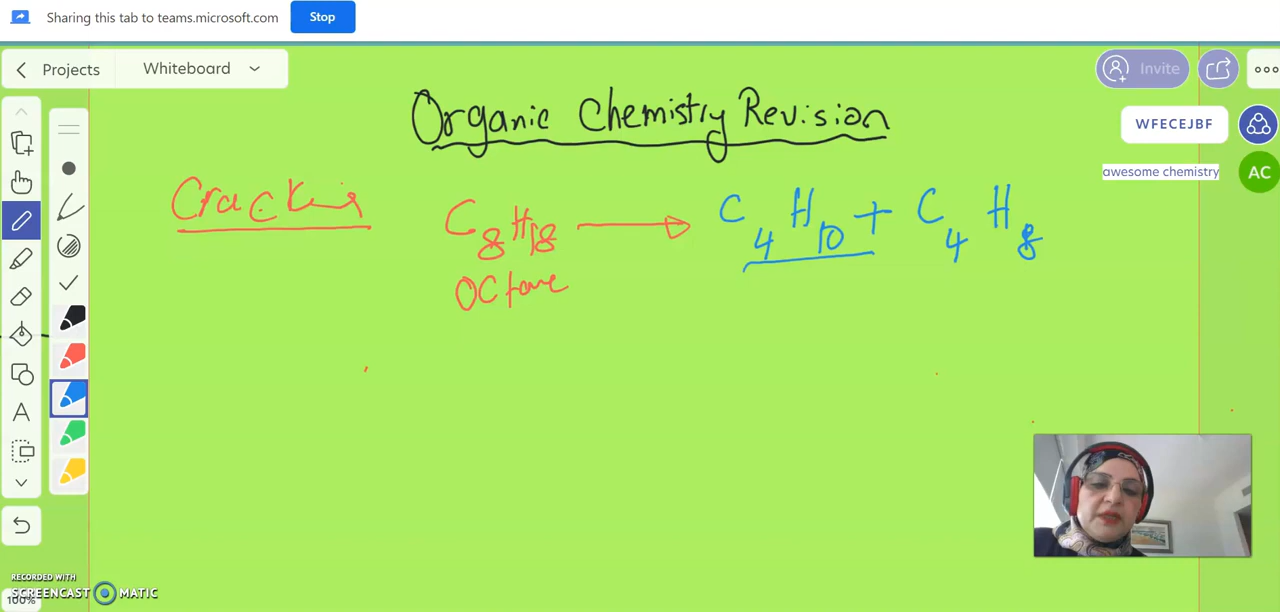 Sharing this tab to teams.microsoft.com Stop
Projects Whiteboard Invite
Organic Chemistry Revision
WFECEJBF
awesome chemistry AC
Cracking C8H18 → C4H10 + C4H8
Octane
A
RECORDED WITH
SCREENCAST MATIC
100%